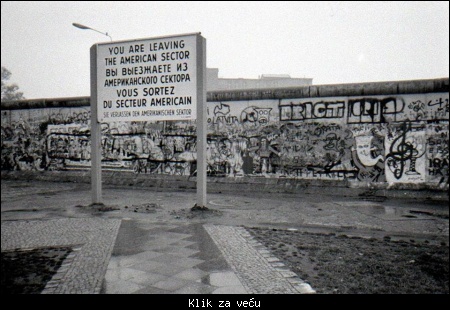 YOU ARE LEAVING
THE AMERICAN SECTOR
ВЫ ВЫЕЗЖАЕТЕ ИЗ
АМЕРИКАНСКОГО СЕКТОРА
VOUS SORTEZ
DU SECTEUR AMERICAIN
SIE VERLASSEN DEN AMERIKANISCHEN SEKTOR
Klik za veču